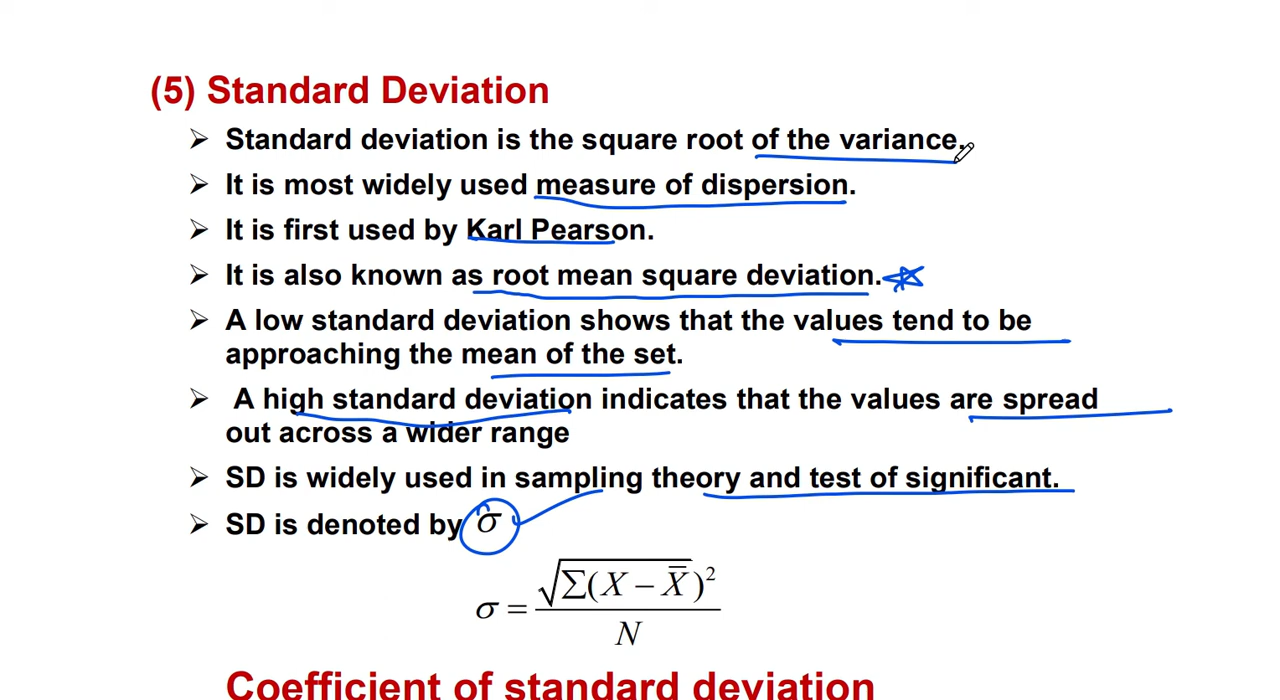 (5) Standard Deviation
➢ Standard deviation is the square root of the variance.
➢ It is most widely used measure of dispersion.
➢ It is first used by Karl Pearson.
➢ It is also known as root mean square deviation.
➢ A low standard deviation shows that the values tend to be
approaching the mean of the set.
➢ A high standard deviation indicates that the values are spread
out across a wider range
➢ SD is widely used in sampling theory and test of significant.
➢ SD is denoted by σ
σ = √Σ(X − X̄)² / N
Coefficient of standard deviation